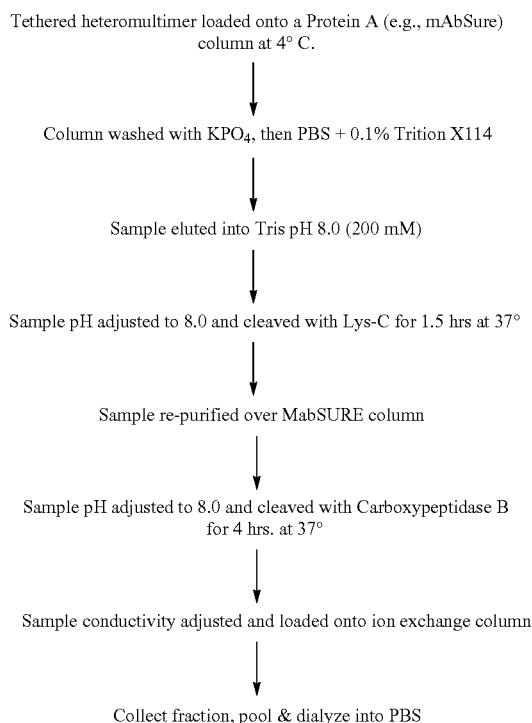 Tethered heteromultimer loaded onto a Protein A (e.g., mAbSure)
column at 4° C.
Column washed with KPO₄, then PBS + 0.1% Trition X114
Sample eluted into Tris pH 8.0 (200 mM)
Sample pH adjusted to 8.0 and cleaved with Lys-C for 1.5 hrs at 37°
Sample re-purified over MabSURE column
Sample pH adjusted to 8.0 and cleaved with Carboxypeptidase B
for 4 hrs. at 37°
Sample conductivity adjusted and loaded onto ion exchange column
Collect fraction, pool & dialyze into PBS